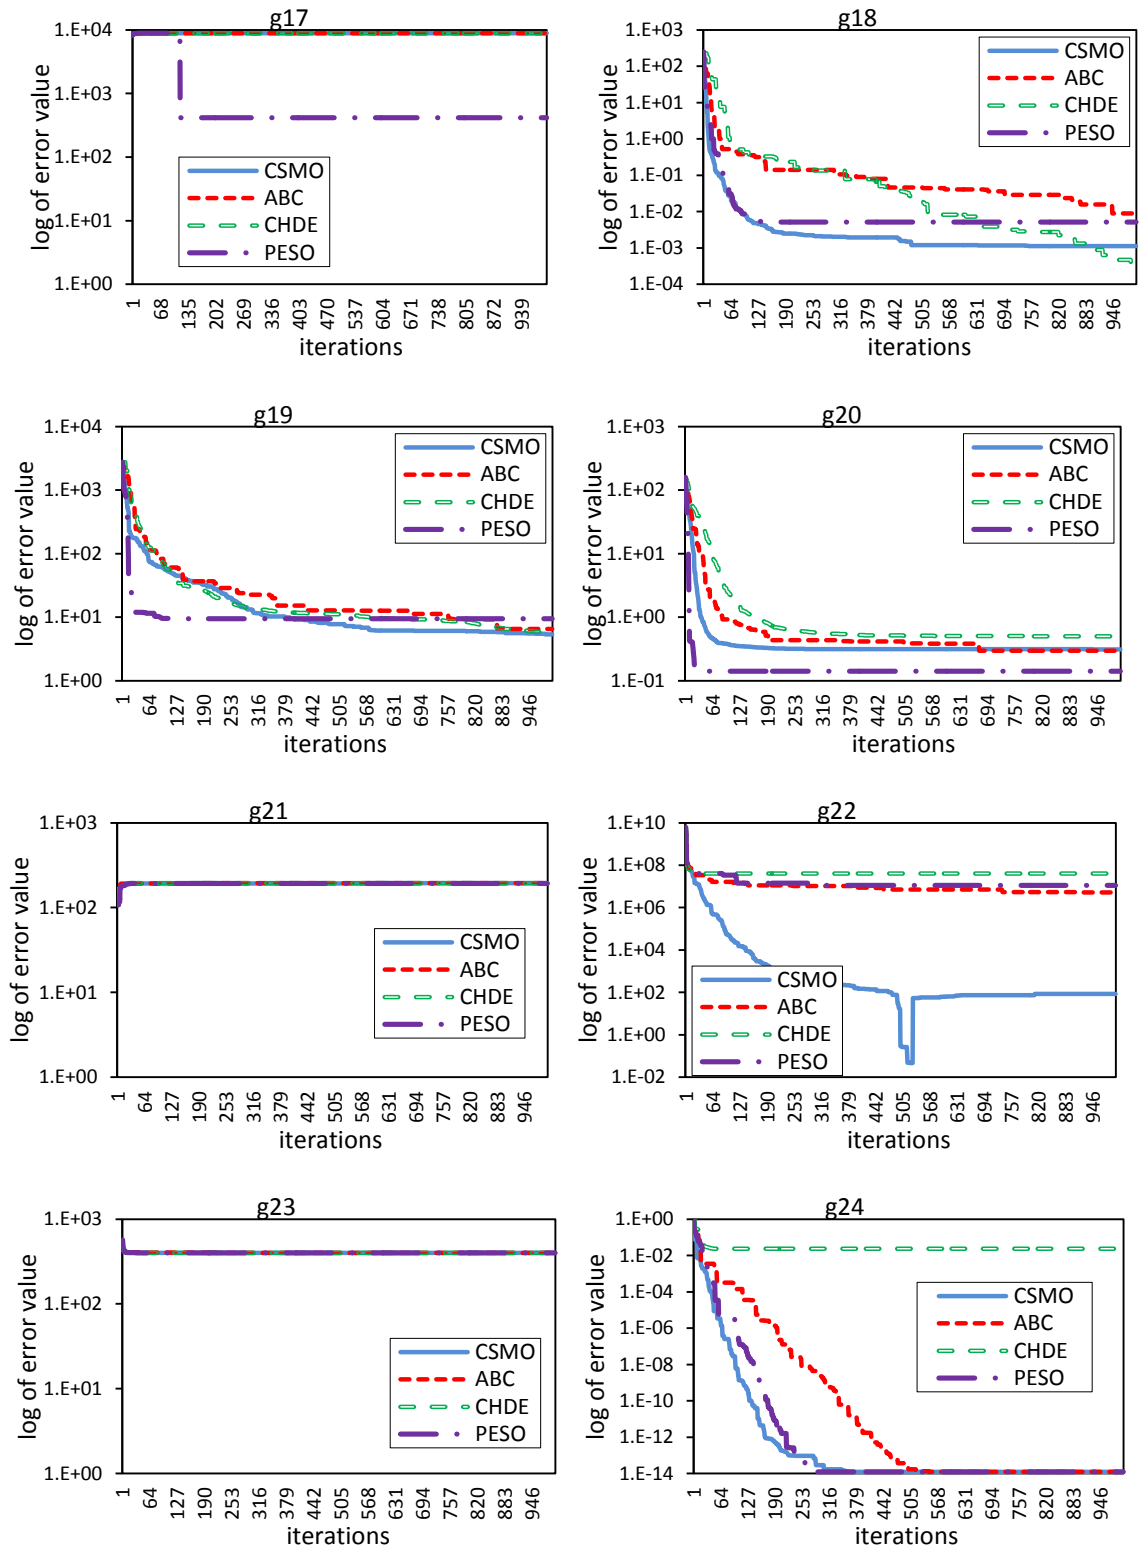 g17
log of error value
1.E+04
1.E+03
1.E+02
1.E+01
1.E+00
CSMO
ABC
CHDE
PESO
1 68 135 202 269 336 403 470 537 604 671 738 805 872 939
iterations
g18
log of error value
1.E+03
1.E+02
1.E+01
1.E+00
1.E-01
1.E-02
1.E-03
1.E-04
CSMO
ABC
CHDE
PESO
1 64 127 190 253 316 379 442 505 568 631 694 757 820 883 946
iterations
g19
log of error value
1.E+04
1.E+03
1.E+02
1.E+01
1.E+00
CSMO
ABC
CHDE
PESO
1 64 127 190 253 316 379 442 505 568 631 694 757 820 883 946
iterations
g20
log of error value
1.E+03
1.E+02
1.E+01
1.E+00
1.E-01
CSMO
ABC
CHDE
PESO
1 64 127 190 253 316 379 442 505 568 631 694 757 820 883 946
iterations
g21
log of error value
1.E+03
1.E+02
1.E+01
1.E+00
CSMO
ABC
CHDE
PESO
1 64 127 190 253 316 379 442 505 568 631 694 757 820 883 946
iterations
g22
log of error value
1.E+10
1.E+08
1.E+06
1.E+04
1.E+02
1.E+00
1.E-02
CSMO
ABC
CHDE
PESO
1 64 127 190 253 316 379 442 505 568 631 694 757 820 883 946
iterations
g23
log of error value
1.E+03
1.E+02
1.E+01
1.E+00
CSMO
ABC
CHDE
PESO
1 64 127 190 253 316 379 442 505 568 631 694 757 820 883 946
iterations
g24
log of error value
1.E+00
1.E-02
1.E-04
1.E-06
1.E-08
1.E-10
1.E-12
1.E-14
CSMO
ABC
CHDE
PESO
1 64 127 190 253 316 379 442 505 568 631 694 757 820 883 946
iterations